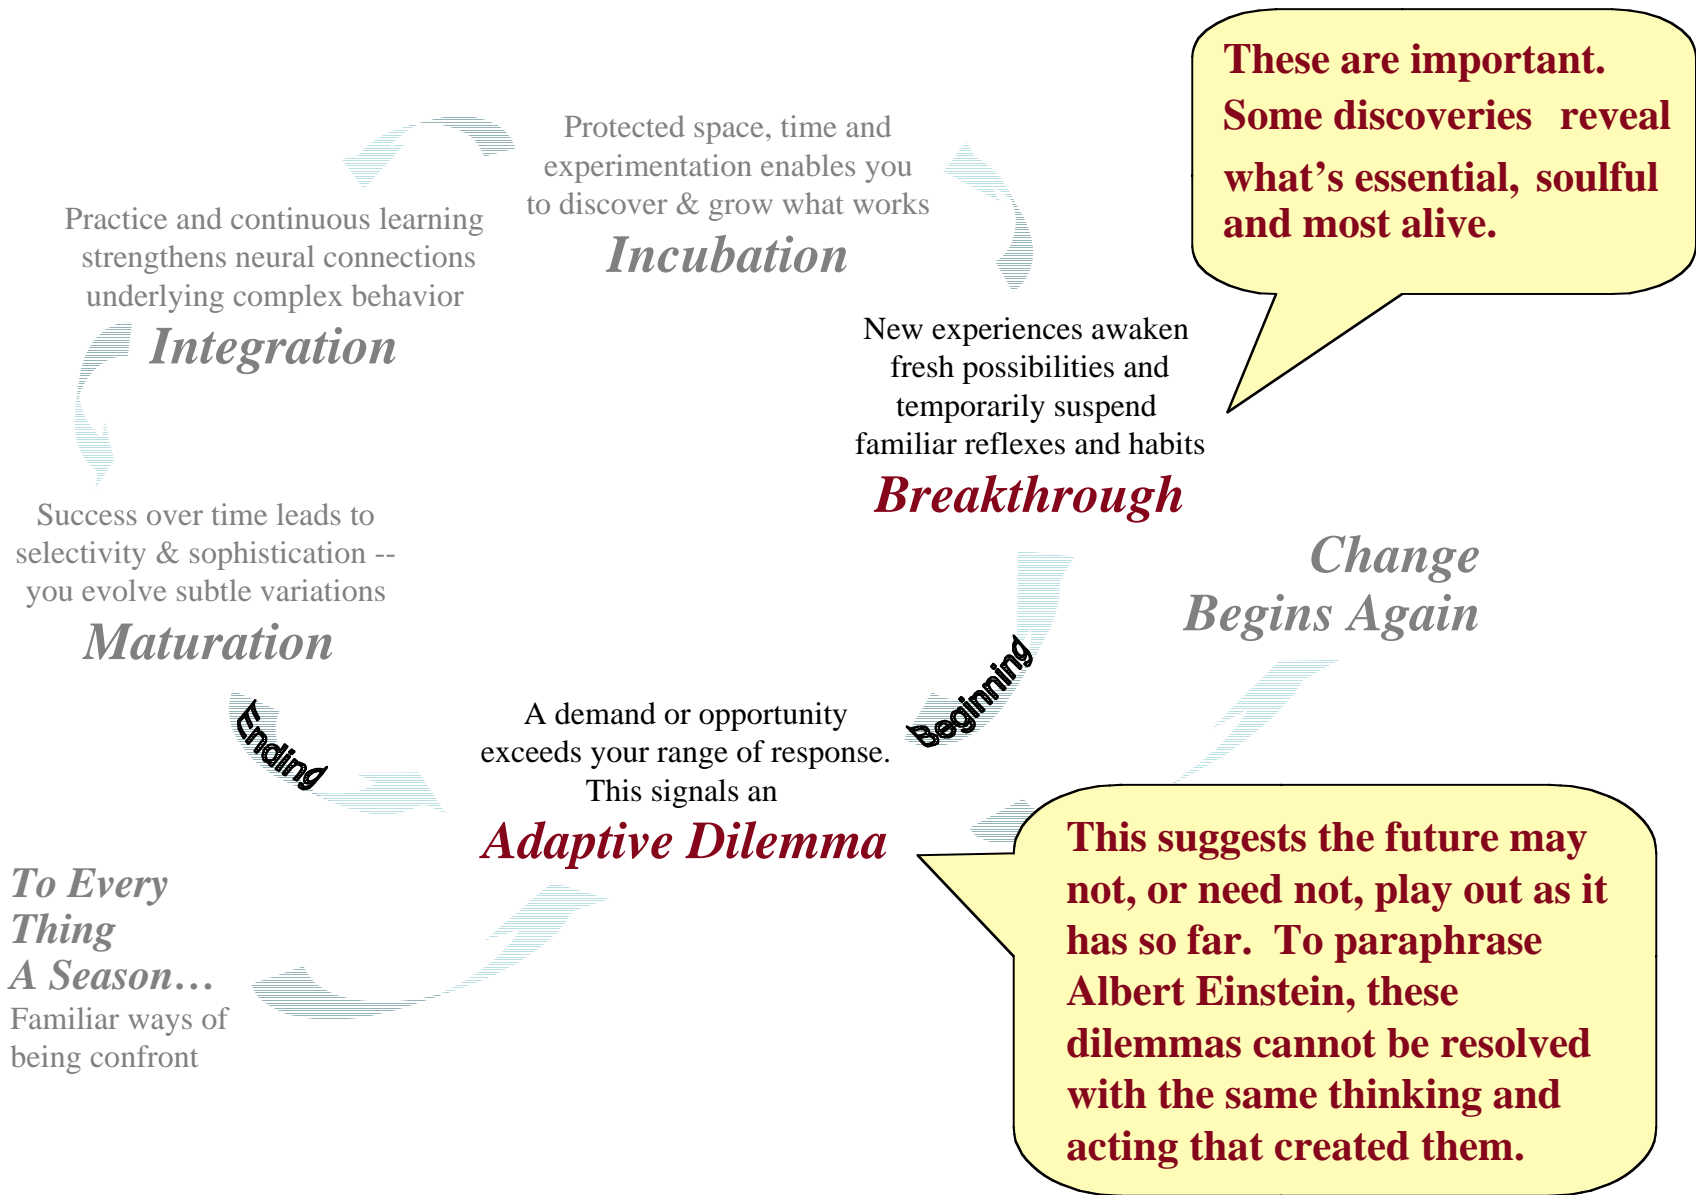 These are important.
Some discoveries reveal
what's essential, soulful
and most alive.
Protected space, time and
experimentation enables you
to discover & grow what works
Incubation
Practice and continuous learning
strengthens neural connections
underlying complex behavior
Integration
New experiences awaken
fresh possibilities and
temporarily suspend
familiar reflexes and habits
Breakthrough
Success over time leads to
selectivity & sophistication --
you evolve subtle variations
Maturation
Change
Begins Again
Beginning
Ending
A demand or opportunity
exceeds your range of response.
This signals an
Adaptive Dilemma
This suggests the future may
not, or need not, play out as it
has so far.  To paraphrase
Albert Einstein, these
dilemmas cannot be resolved
with the same thinking and
acting that created them.
To Every
Thing
A Season…
Familiar ways of
being confront